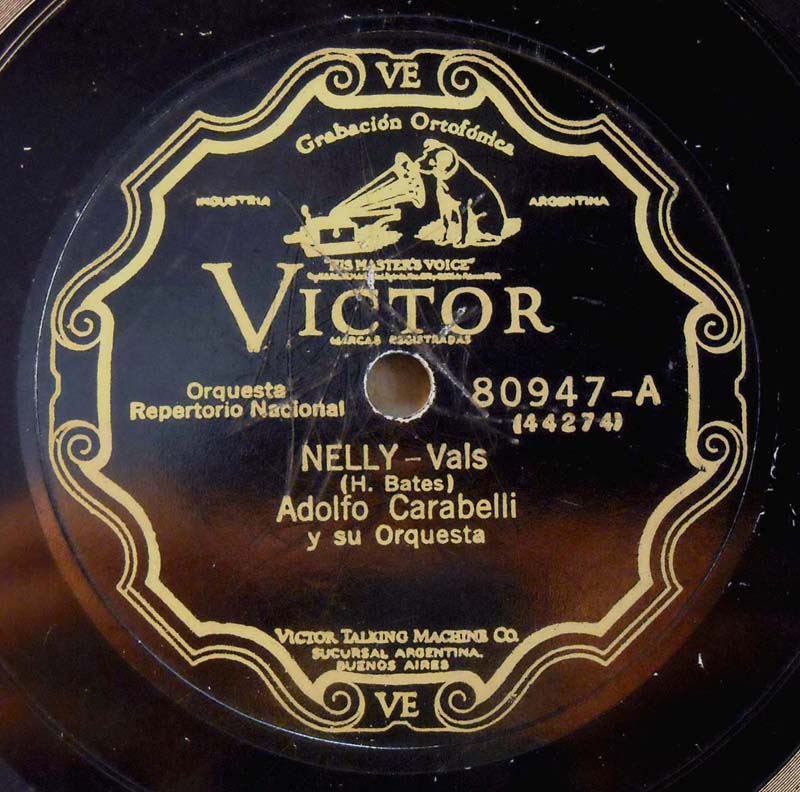 VE
Grabación Ortofónica
INDUSTRIA ARGENTINA
"HIS MASTER'S VOICE"
VICTOR
MARCAS REGISTRADAS
Orquesta
Repertorio Nacional
80947-A
(44274)
NELLY - Vals
(H. Bates)
Adolfo Carabelli
y su Orquesta
VICTOR TALKING MACHINE CO.
SUCURSAL ARGENTINA,
BUENOS AIRES
VE